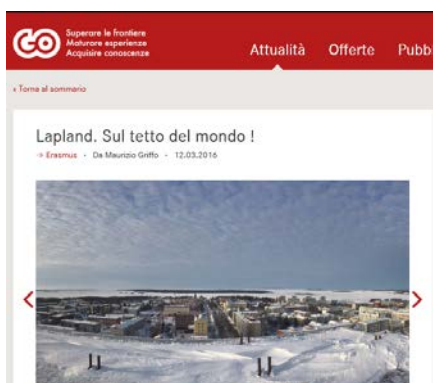 GO
Superare le frontiere
Maturare esperienze
Acquisire conoscenze
Attualità Offerte Pubb
« Torna al sommario
Lapland. Sul tetto del mondo !
→ Erasmus - Da Maurizio Griffo - 12.03.2016